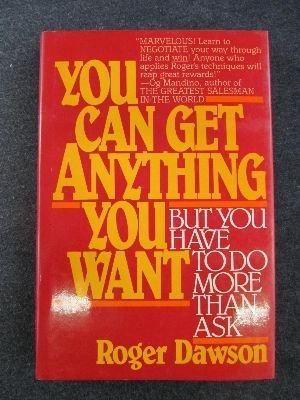 "MARVELOUS! Learn to
NEGOTIATE your way through
life and win! Anyone who
applies Roger's techniques will
reap great rewards!"
—Og Mandino, author of
THE GREATEST SALESMAN
IN THE WORLD
YOU
CAN GET
ANYTHING
YOU
WANT
BUT YOU
HAVE
TO DO
MORE
THAN
ASK
Roger Dawson